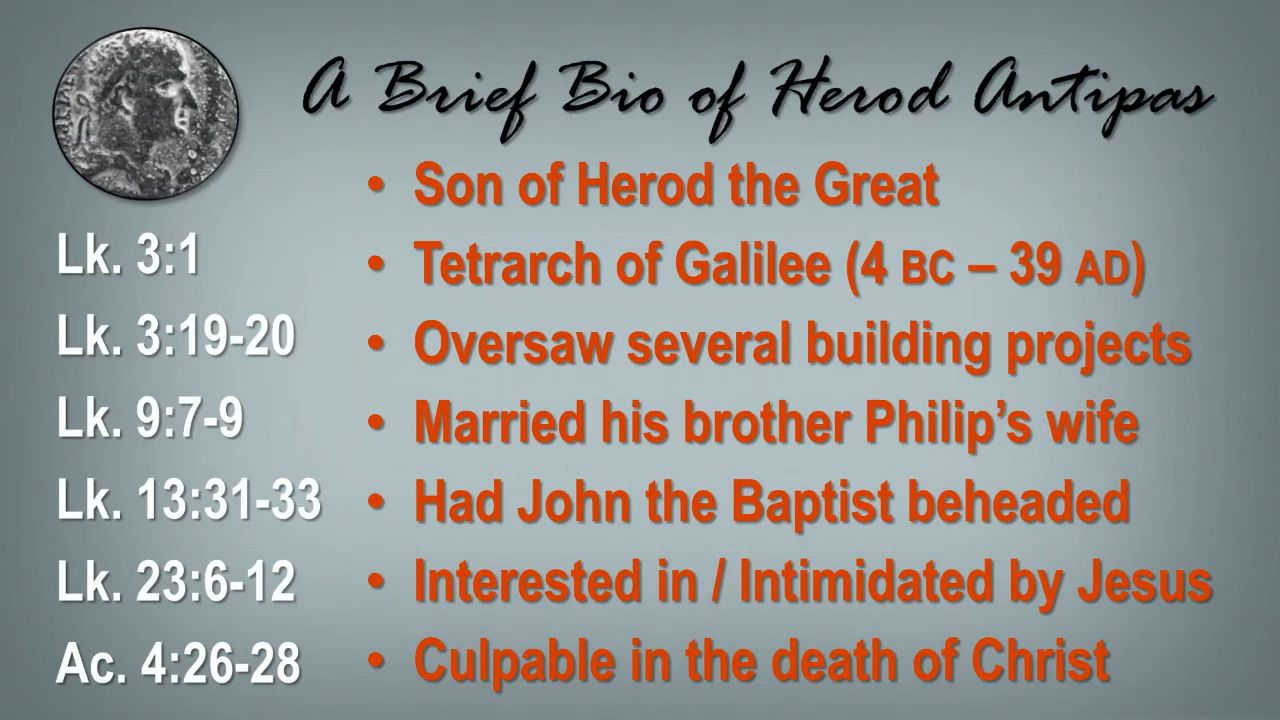 A Brief Bio of Herod Antipas
Lk. 3:1
Lk. 3:19-20
Lk. 9:7-9
Lk. 13:31-33
Lk. 23:6-12
Ac. 4:26-28
• Son of Herod the Great
• Tetrarch of Galilee (4 BC – 39 AD)
• Oversaw several building projects
• Married his brother Philip’s wife
• Had John the Baptist beheaded
• Interested in / Intimidated by Jesus
• Culpable in the death of Christ